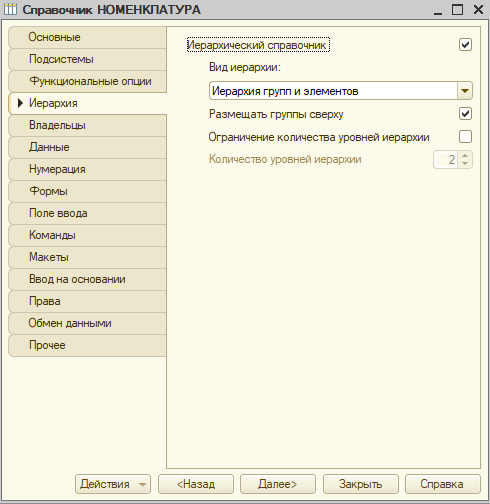 Справочник НОМЕНКЛАТУРА
Основные
Подсистемы
Функциональные опции
Иерархия
Владельцы
Данные
Нумерация
Формы
Поле ввода
Команды
Макеты
Ввод на основании
Права
Обмен данными
Прочее
Иерархический справочник
Вид иерархии:
Иерархия групп и элементов
Размещать группы сверху
Ограничение количества уровней иерархии
Количество уровней иерархии 2
Действия <Назад Далее> Закрыть Справка